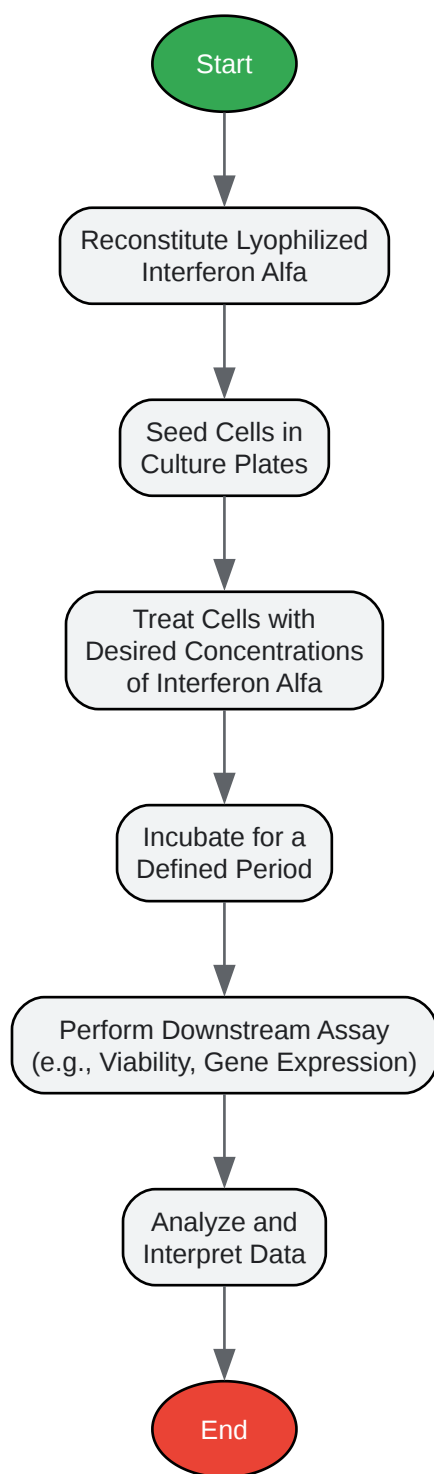 Start
Reconstitute Lyophilized
Interferon Alfa
Seed Cells in
Culture Plates
Treat Cells with
Desired Concentrations
of Interferon Alfa
Incubate for a
Defined Period
Perform Downstream Assay
(e.g., Viability, Gene Expression)
Analyze and
Interpret Data
End